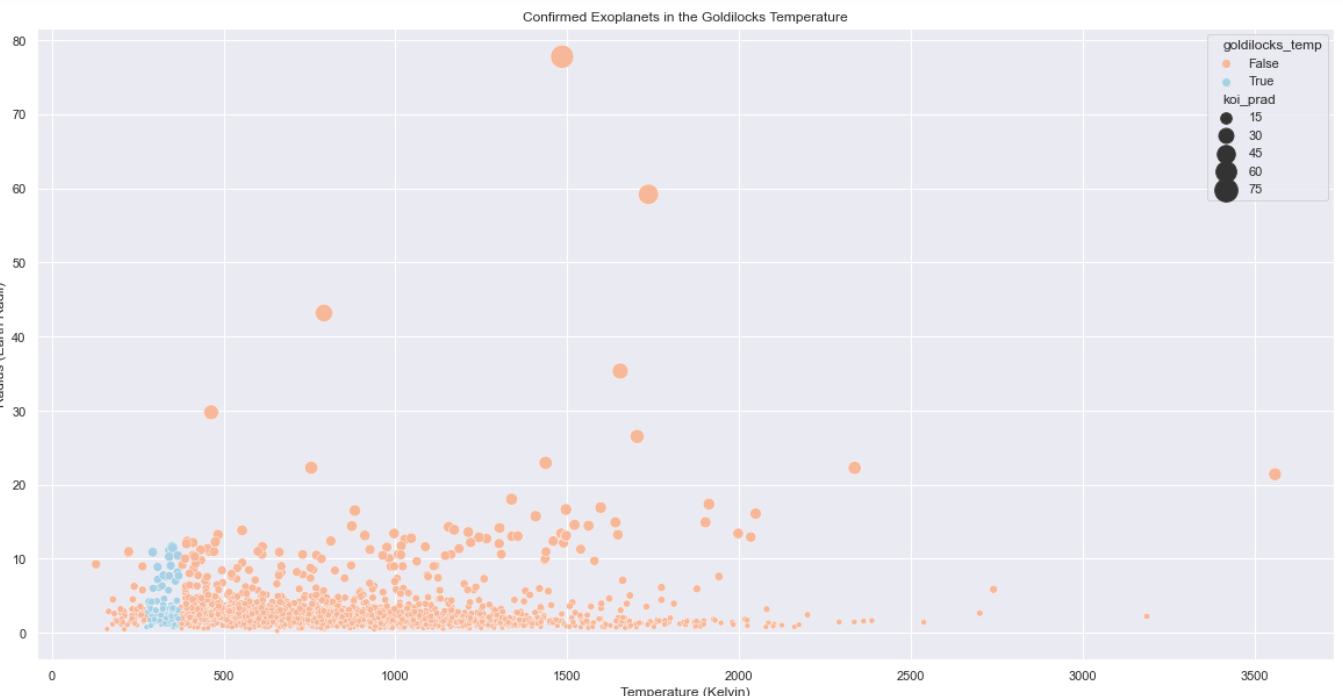 Confirmed Exoplanets in the Goldilocks Temperature
80
70
60
50
40
30
20
10
0
0 500 1000 1500 2000 2500 3000 3500
Temperature (Kelvin)
goldilocks_temp
False
True
koi_prad
15
30
45
60
75